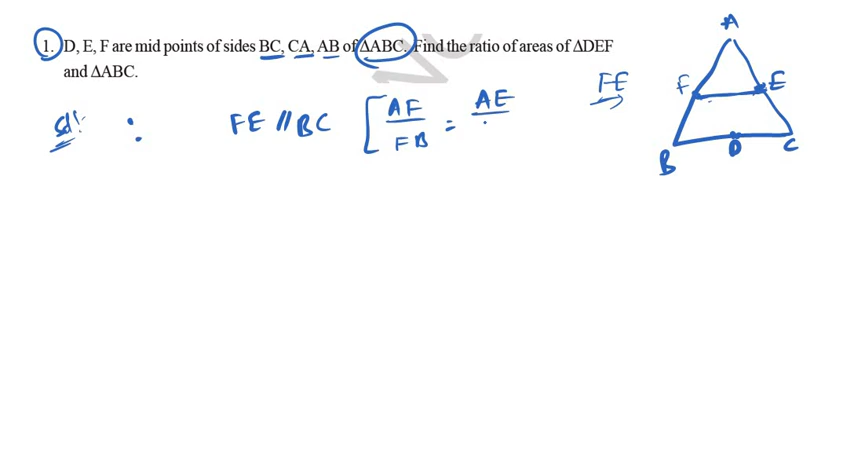 1. D, E, F are mid points of sides BC, CA, AB of ΔABC. Find the ratio of areas of ΔDEF
and ΔABC.
Sol: ∴ FE // BC [ AF/FB = AE/
FE
A
F E
B D C